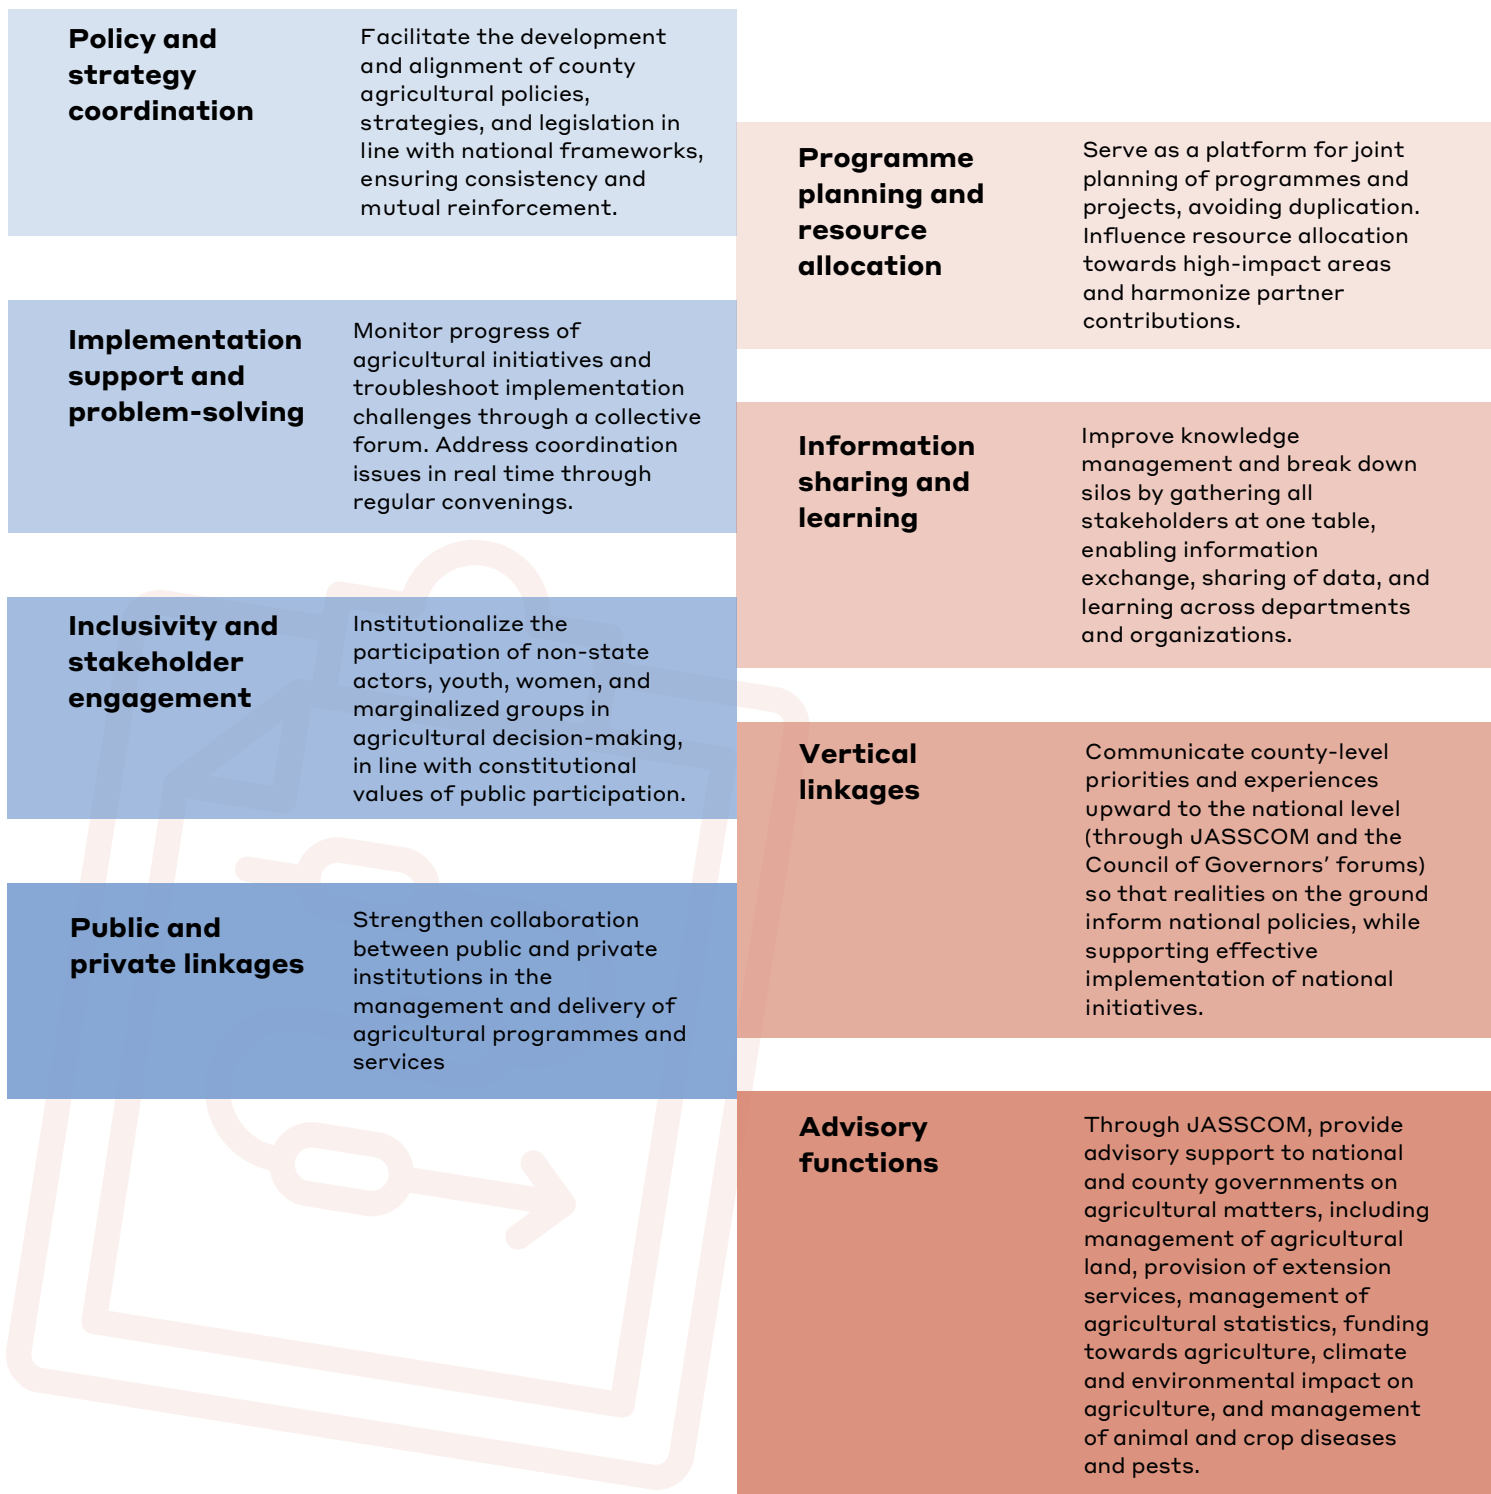 Policy and
strategy
coordination
Facilitate the development
and alignment of county
agricultural policies,
strategies, and legislation in
line with national frameworks,
ensuring consistency and
mutual reinforcement.
Programme
planning and
resource
allocation
Serve as a platform for joint
planning of programmes and
projects, avoiding duplication.
Influence resource allocation
towards high-impact areas
and harmonize partner
contributions.
Implementation
support and
problem-solving
Monitor progress of
agricultural initiatives and
troubleshoot implementation
challenges through a collective
forum. Address coordination
issues in real time through
regular convenings.
Information
sharing and
learning
Improve knowledge
management and break down
silos by gathering all
stakeholders at one table,
enabling information
exchange, sharing of data, and
learning across departments
and organizations.
Inclusivity and
stakeholder
engagement
Institutionalize the
participation of non-state
actors, youth, women, and
marginalized groups in
agricultural decision-making,
in line with constitutional
values of public participation.
Vertical
linkages
Communicate county-level
priorities and experiences
upward to the national level
(through JASSCOM and the
Council of Governors’ forums)
so that realities on the ground
inform national policies, while
supporting effective
implementation of national
initiatives.
Public and
private linkages
Strengthen collaboration
between public and private
institutions in the
management and delivery of
agricultural programmes and
services
Advisory
functions
Through JASSCOM, provide
advisory support to national
and county governments on
agricultural matters, including
management of agricultural
land, provision of extension
services, management of
agricultural statistics, funding
towards agriculture, climate
and environmental impact on
agriculture, and management
of animal and crop diseases
and pests.